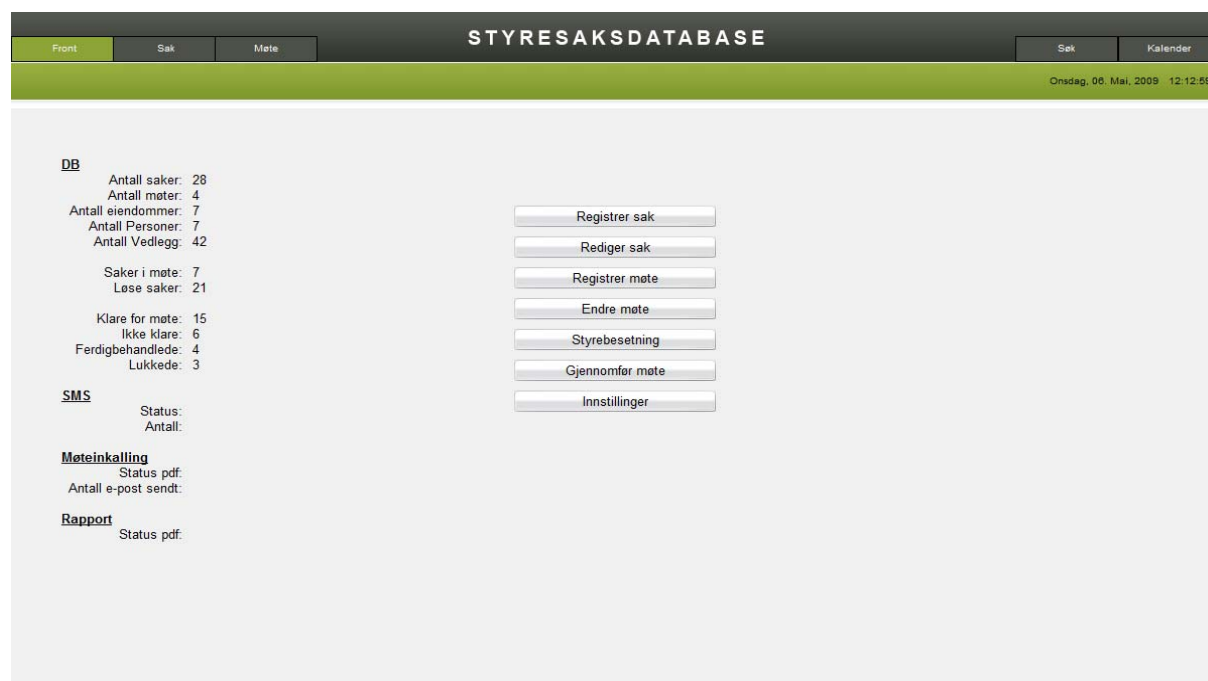 STYRESAKSDATABASE
Front Sak Møte Søk Kalender
Onsdag, 06. Mai, 2009 12:12:59
DB
Antall saker: 28
Antall møter: 4
Antall eiendommer: 7
Antall Personer: 7
Antall Vedlegg: 42
Saker i møte: 7
Løse saker: 21
Klare for møte: 15
Ikke klare: 6
Ferdigbehandlede: 4
Lukkede: 3
SMS
Status:
Antall:
Møteinkalling
Status pdf:
Antall e-post sendt:
Rapport
Status pdf:
Registrer sak
Rediger sak
Registrer møte
Endre møte
Styrebesetning
Gjennomfør møte
Innstillinger